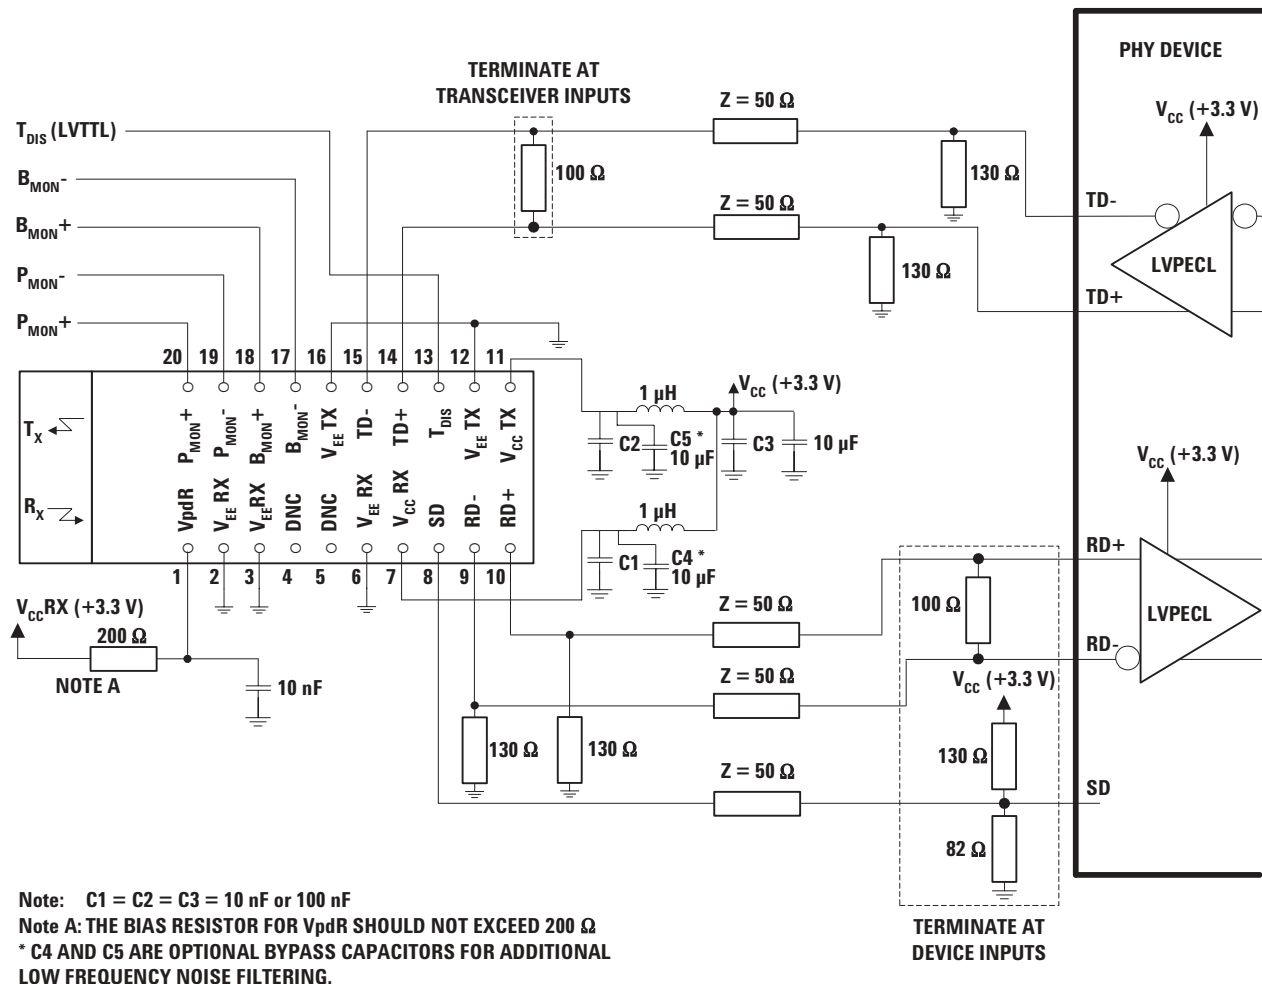 PHY DEVICE
TERMINATE AT
TRANSCEIVER INPUTS
Z = 50 Ω
V_CC (+3.3 V)
T_DIS (LVTTL)
100 Ω
130 Ω
B_MON-
TD-
Z = 50 Ω
B_MON+
LVPECL
130 Ω
P_MON-
TD+
P_MON+
20 19 18 17 16 15 14 13 12 11
V_CC (+3.3 V)
1 µH
T_X
P_MON+
P_MON-
B_MON+
B_MON-
V_EE TX
TD-
TD+
T_DIS
V_EE TX
V_CC TX
C2
C5 *
10 µF
C3
10 µF
R_X
VpdR
V_EE RX
V_EE RX
DNC
DNC
V_EE RX
V_CC RX
SD
RD-
RD+
1 µH
C1
C4 *
10 µF
V_CC (+3.3 V)
1 2 3 4 5 6 7 8 9 10
RD+
V_CC RX (+3.3 V)
200 Ω
NOTE A
10 nF
Z = 50 Ω
100 Ω
LVPECL
RD-
Z = 50 Ω
V_CC (+3.3 V)
130 Ω
130 Ω
130 Ω
Z = 50 Ω
SD
82 Ω
TERMINATE AT
DEVICE INPUTS
Note: C1 = C2 = C3 = 10 nF or 100 nF
Note A: THE BIAS RESISTOR FOR VpdR SHOULD NOT EXCEED 200 Ω
* C4 AND C5 ARE OPTIONAL BYPASS CAPACITORS FOR ADDITIONAL
LOW FREQUENCY NOISE FILTERING.